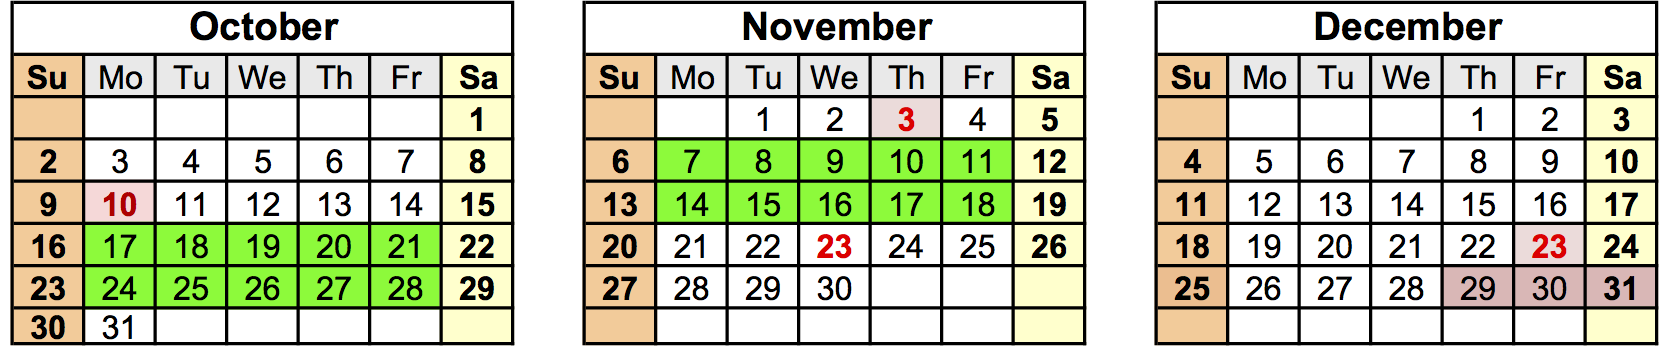 October
Su Mo Tu We Th Fr Sa
1
2 3 4 5 6 7 8
9 10 11 12 13 14 15
16 17 18 19 20 21 22
23 24 25 26 27 28 29
30 31
November
Su Mo Tu We Th Fr Sa
1 2 3 4 5
6 7 8 9 10 11 12
13 14 15 16 17 18 19
20 21 22 23 24 25 26
27 28 29 30
December
Su Mo Tu We Th Fr Sa
1 2 3
4 5 6 7 8 9 10
11 12 13 14 15 16 17
18 19 20 21 22 23 24
25 26 27 28 29 30 31